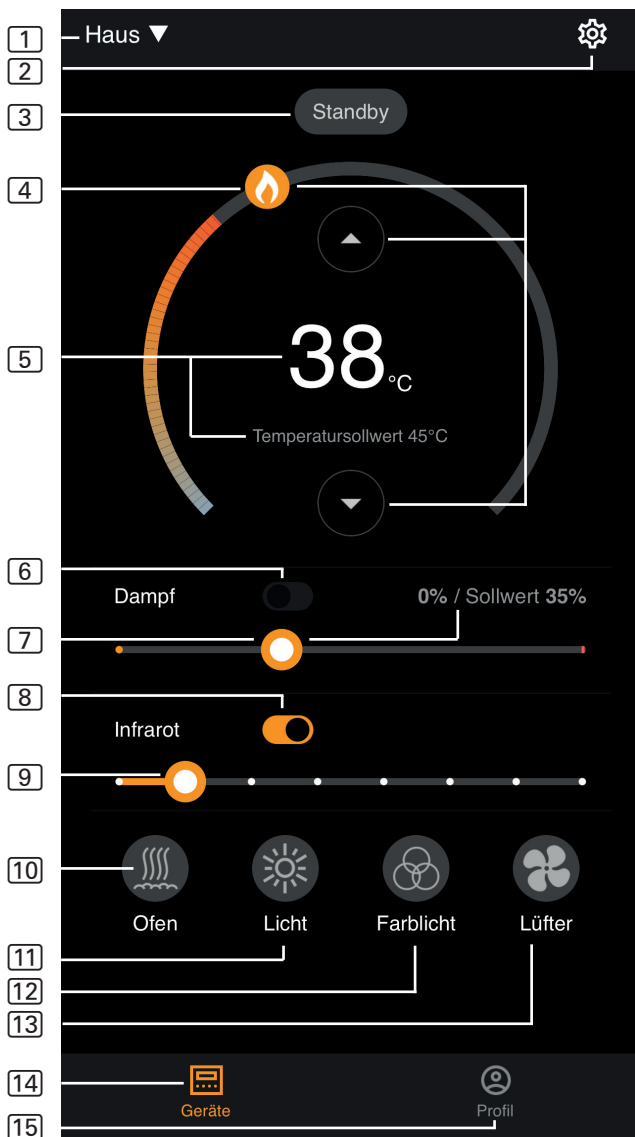 1 Haus ▼
2
3 Standby
4
5 38 °C
Temperatursollwert 45°C
6 Dampf 0% / Sollwert 35%
7
8 Infrarot
9
10
Ofen Licht Farblicht Lüfter
11
12
13
14 Geräte Profil
15